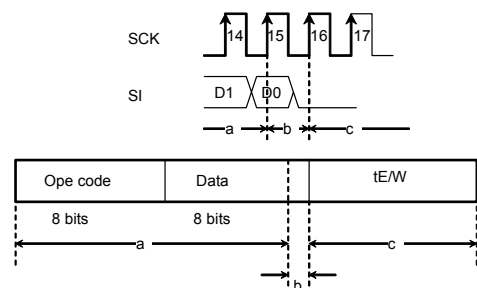 SCK 14 15 16 17
SI D1 D0
a b c
Ope code Data tE/W
8 bits 8 bits
a c
b